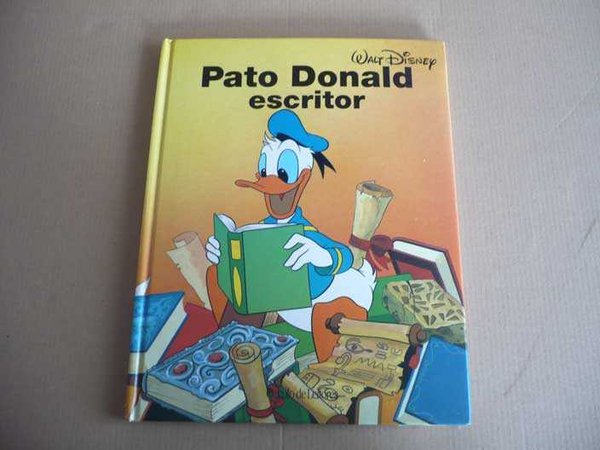 Walt Disney
Pato Donald
escritor